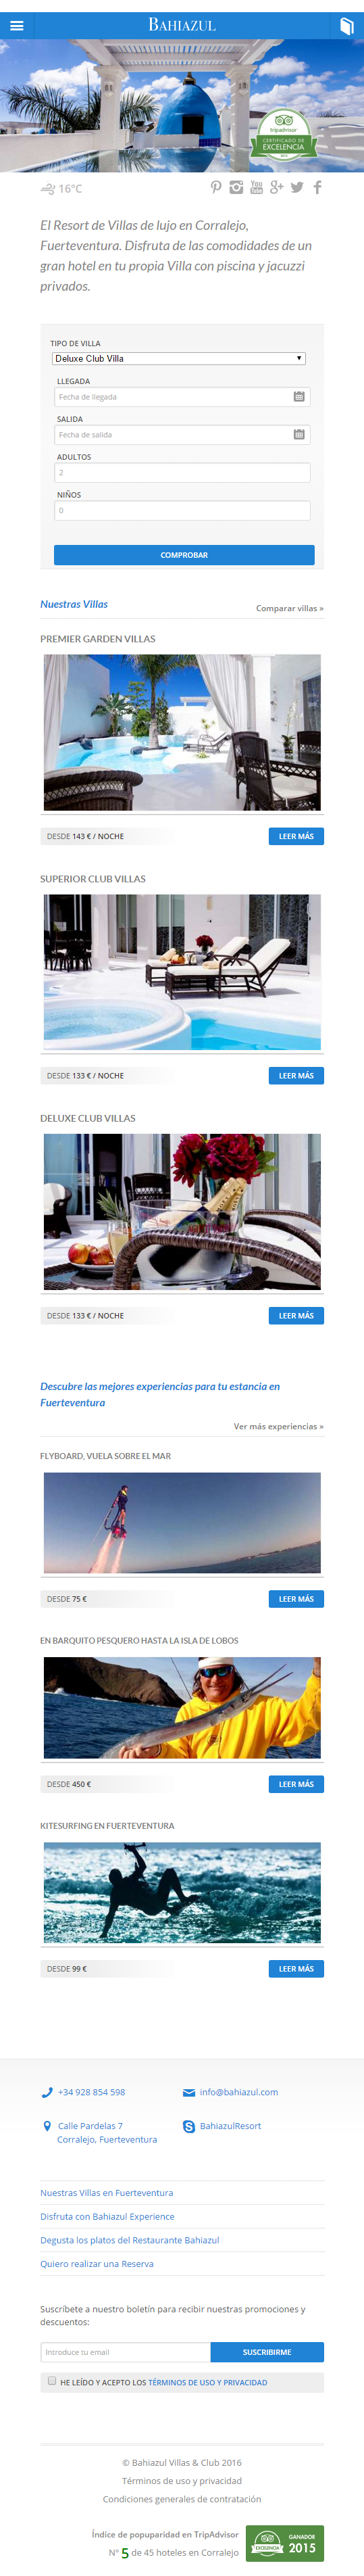 BAHIAZUL
tripadvisor
CERTIFICADO DE
EXCELENCIA
16°C
El Resort de Villas de lujo en Corralejo,
Fuerteventura. Disfruta de las comodidades de un
gran hotel en tu propia Villa con piscina y jacuzzi
privados.
TIPO DE VILLA
Deluxe Club Villa
LLEGADA
Fecha de llegada
SALIDA
Fecha de salida
ADULTOS
2
NIÑOS
0
COMPROBAR
Nuestras Villas
Comparar villas »
PREMIER GARDEN VILLAS
DESDE 143 € / NOCHE
LEER MÁS
SUPERIOR CLUB VILLAS
DESDE 133 € / NOCHE
LEER MÁS
DELUXE CLUB VILLAS
DESDE 133 € / NOCHE
LEER MÁS
Descubre las mejores experiencias para tu estancia en
Fuerteventura
Ver más experiencias »
FLYBOARD, VUELA SOBRE EL MAR
DESDE 75 €
LEER MÁS
EN BARQUITO PESQUERO HASTA LA ISLA DE LOBOS
DESDE 450 €
LEER MÁS
KITESURFING EN FUERTEVENTURA
DESDE 99 €
LEER MÁS
+34 928 854 598
info@bahiazul.com
Calle Pardelas 7
Corralejo, Fuerteventura
BahiazulResort
Nuestras Villas en Fuerteventura
Disfruta con Bahiazul Experience
Degusta los platos del Restaurante Bahiazul
Quiero realizar una Reserva
Suscríbete a nuestro boletín para recibir nuestras promociones y
descuentos:
Introduce tu email
SUSCRIBIRME
HE LEÍDO Y ACEPTO LOS TÉRMINOS DE USO Y PRIVACIDAD
© Bahiazul Villas & Club 2016
Términos de uso y privacidad
Condiciones generales de contratación
Índice de popuparidad en TripAdvisor
Nº 5 de 45 hoteles en Corralejo
EXCELENCIA
GANADOR
2015